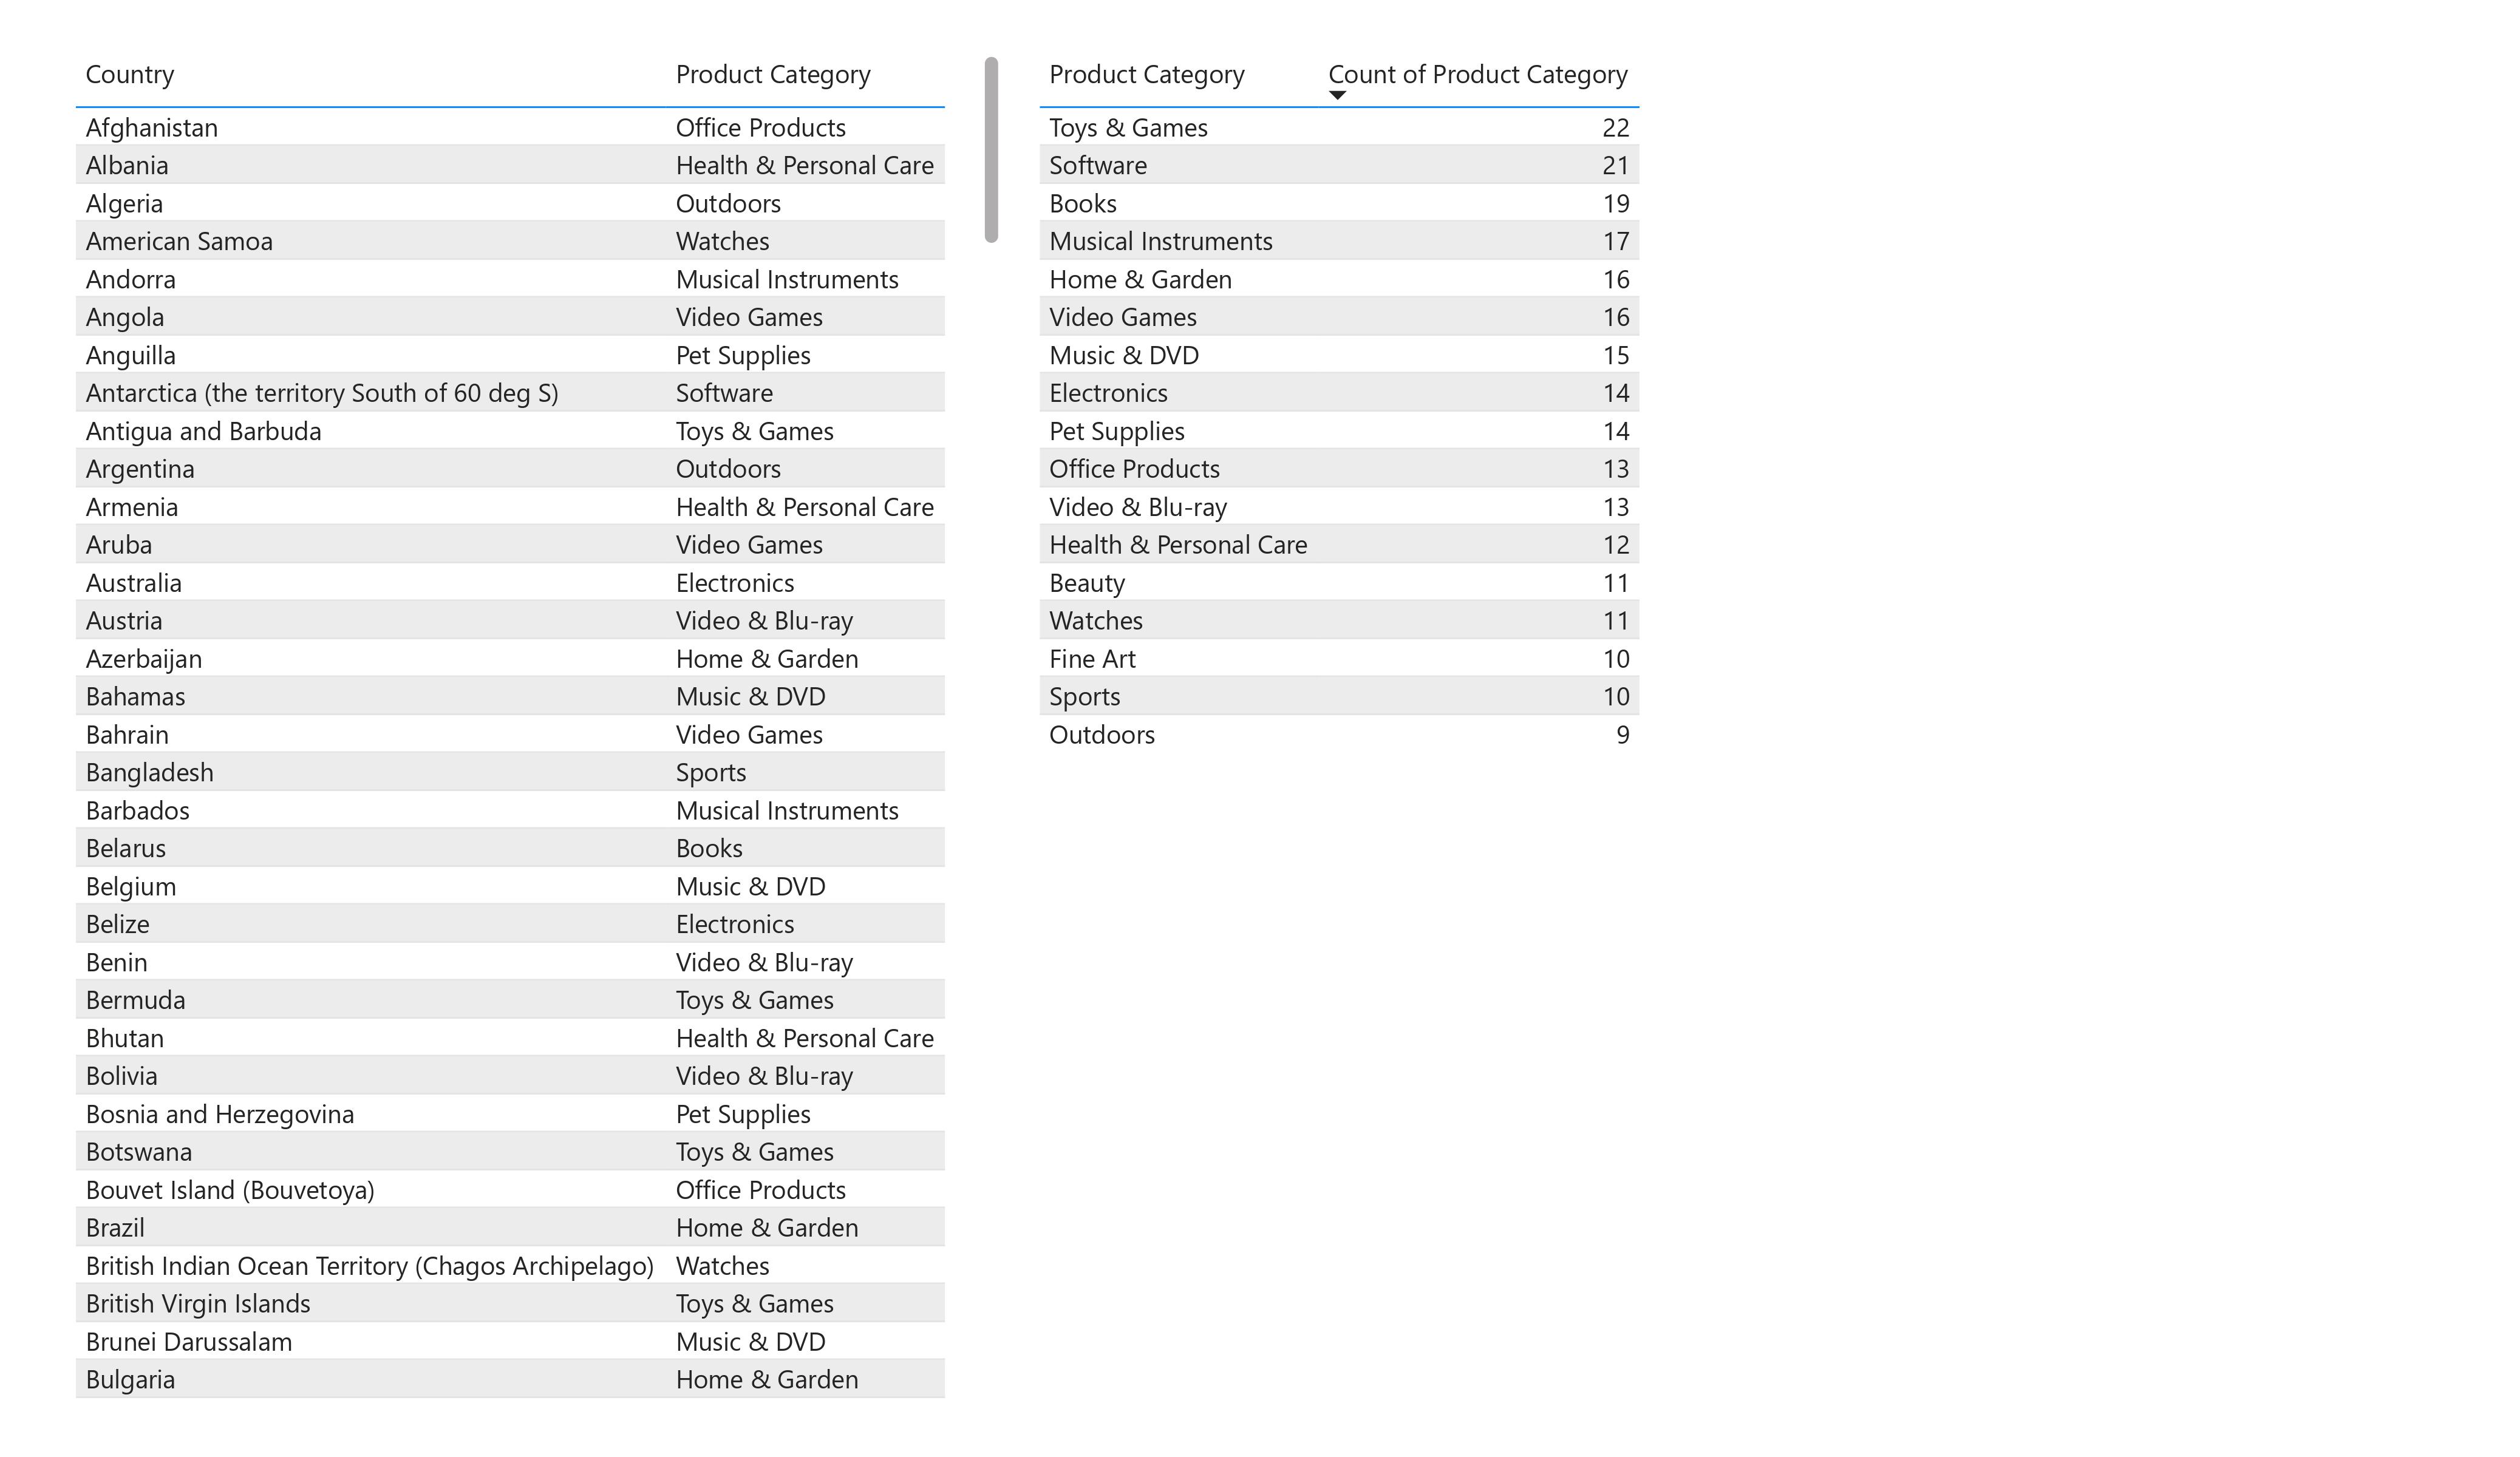 Country Product Category
Afghanistan Office Products
Albania Health & Personal Care
Algeria Outdoors
American Samoa Watches
Andorra Musical Instruments
Angola Video Games
Anguilla Pet Supplies
Antarctica (the territory South of 60 deg S) Software
Antigua and Barbuda Toys & Games
Argentina Outdoors
Armenia Health & Personal Care
Aruba Video Games
Australia Electronics
Austria Video & Blu-ray
Azerbaijan Home & Garden
Bahamas Music & DVD
Bahrain Video Games
Bangladesh Sports
Barbados Musical Instruments
Belarus Books
Belgium Music & DVD
Belize Electronics
Benin Video & Blu-ray
Bermuda Toys & Games
Bhutan Health & Personal Care
Bolivia Video & Blu-ray
Bosnia and Herzegovina Pet Supplies
Botswana Toys & Games
Bouvet Island (Bouvetoya) Office Products
Brazil Home & Garden
British Indian Ocean Territory (Chagos Archipelago) Watches
British Virgin Islands Toys & Games
Brunei Darussalam Music & DVD
Bulgaria Home & Garden
Product Category Count of Product Category
Toys & Games 22
Software 21
Books 19
Musical Instruments 17
Home & Garden 16
Video Games 16
Music & DVD 15
Electronics 14
Pet Supplies 14
Office Products 13
Video & Blu-ray 13
Health & Personal Care 12
Beauty 11
Watches 11
Fine Art 10
Sports 10
Outdoors 9